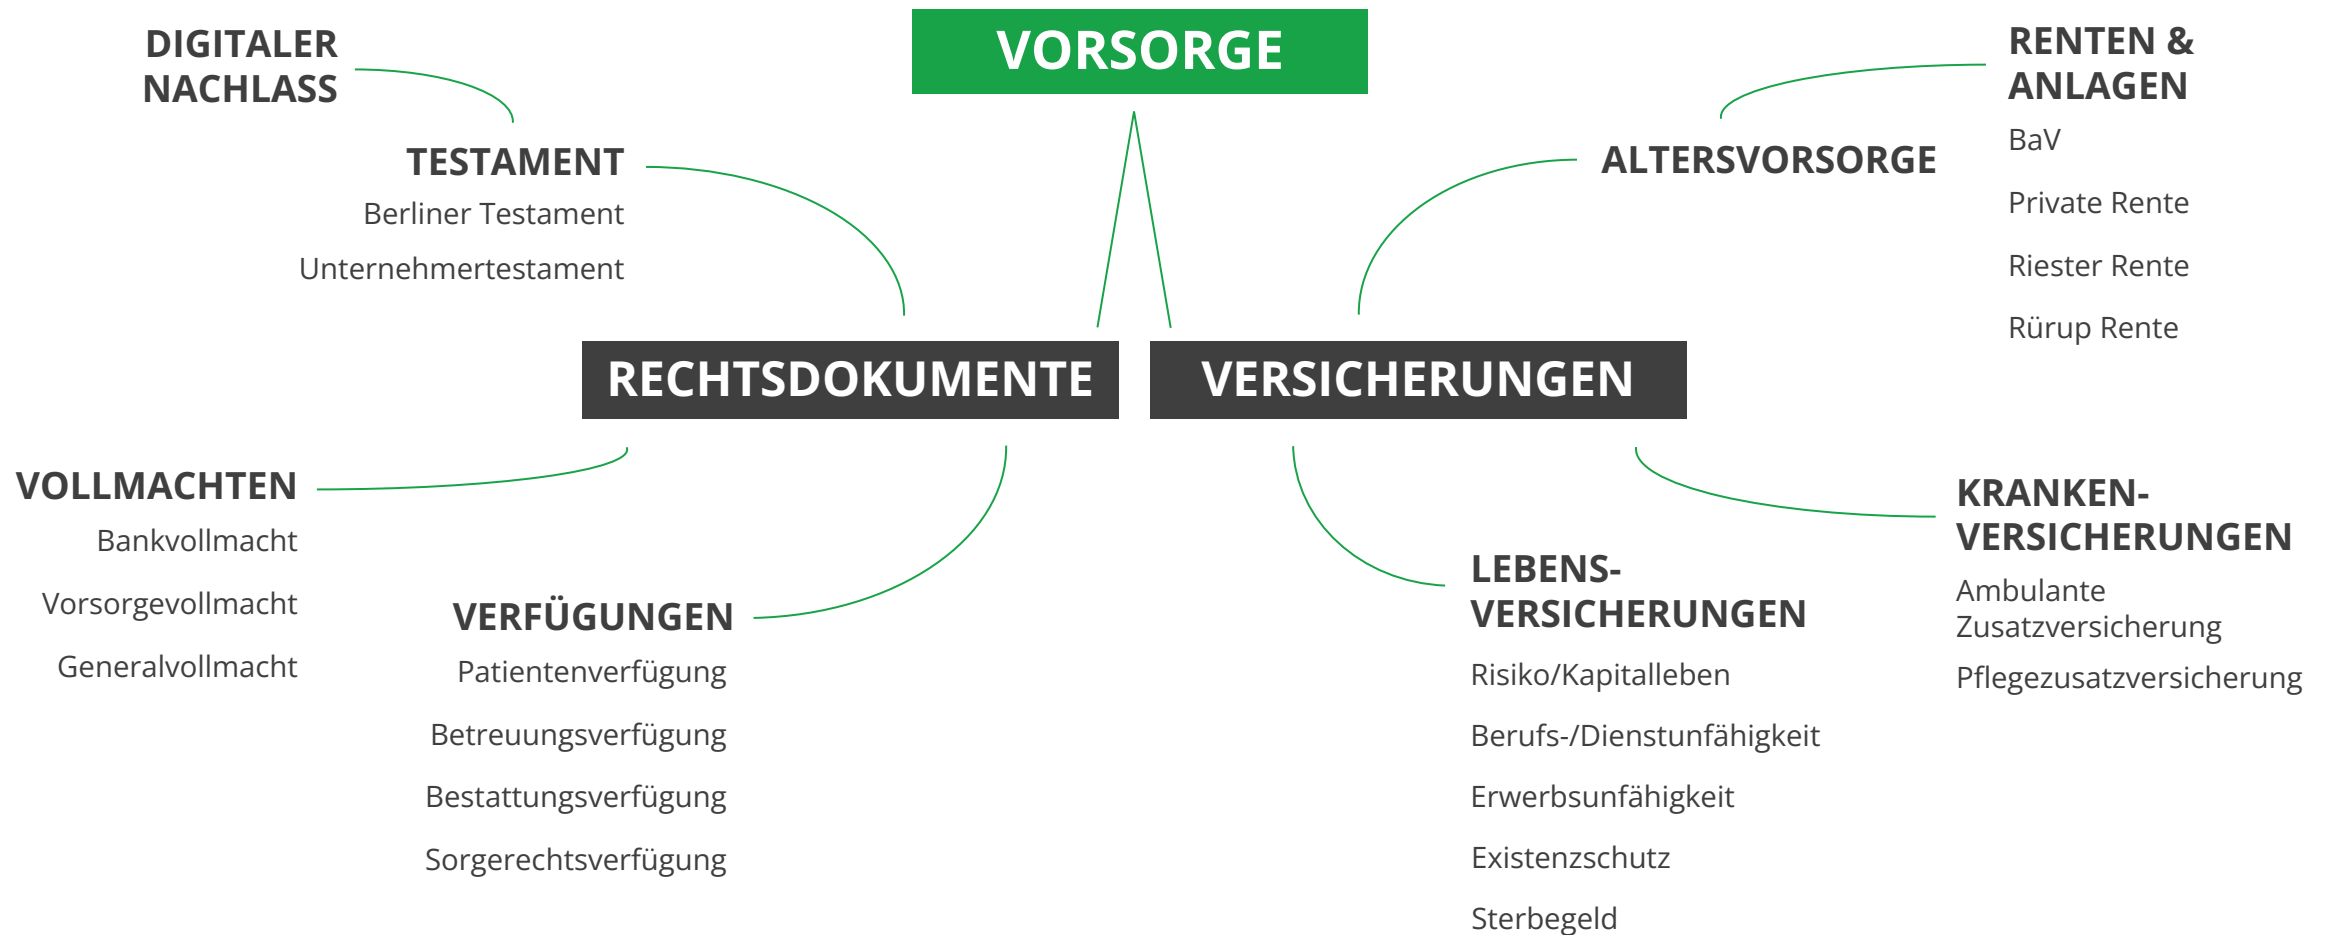 VORSORGE
DIGITALER
NACHLASS
TESTAMENT
Berliner Testament
Unternehmertestament
ALTERSVORSORGE
RENTEN &
ANLAGEN
BaV
Private Rente
Riester Rente
Rürup Rente
RECHTSDOKUMENTE
VERSICHERUNGEN
VOLLMACHTEN
Bankvollmacht
Vorsorgevollmacht
Generalvollmacht
VERFÜGUNGEN
Patientenverfügung
Betreuungsverfügung
Bestattungsverfügung
Sorgerechtsverfügung
LEBENS-
VERSICHERUNGEN
Risiko/Kapitalleben
Berufs-/Dienstunfähigkeit
Erwerbsunfähigkeit
Existenzschutz
Sterbegeld
KRANKEN-
VERSICHERUNGEN
Ambulante
Zusatzversicherung
Pflegezusatzversicherung